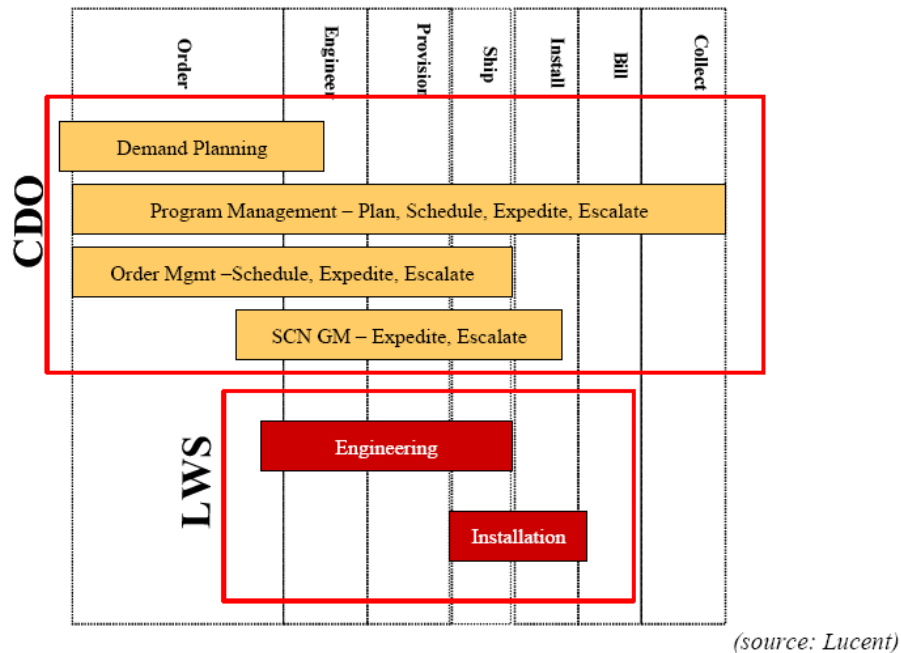 Order
Engineer
Provision
Ship
Install
Bill
Collect
CDO
Demand Planning
Program Management – Plan, Schedule, Expedite, Escalate
Order Mgmt –Schedule, Expedite, Escalate
SCN GM – Expedite, Escalate
LWS
Engineering
Installation
(source: Lucent)